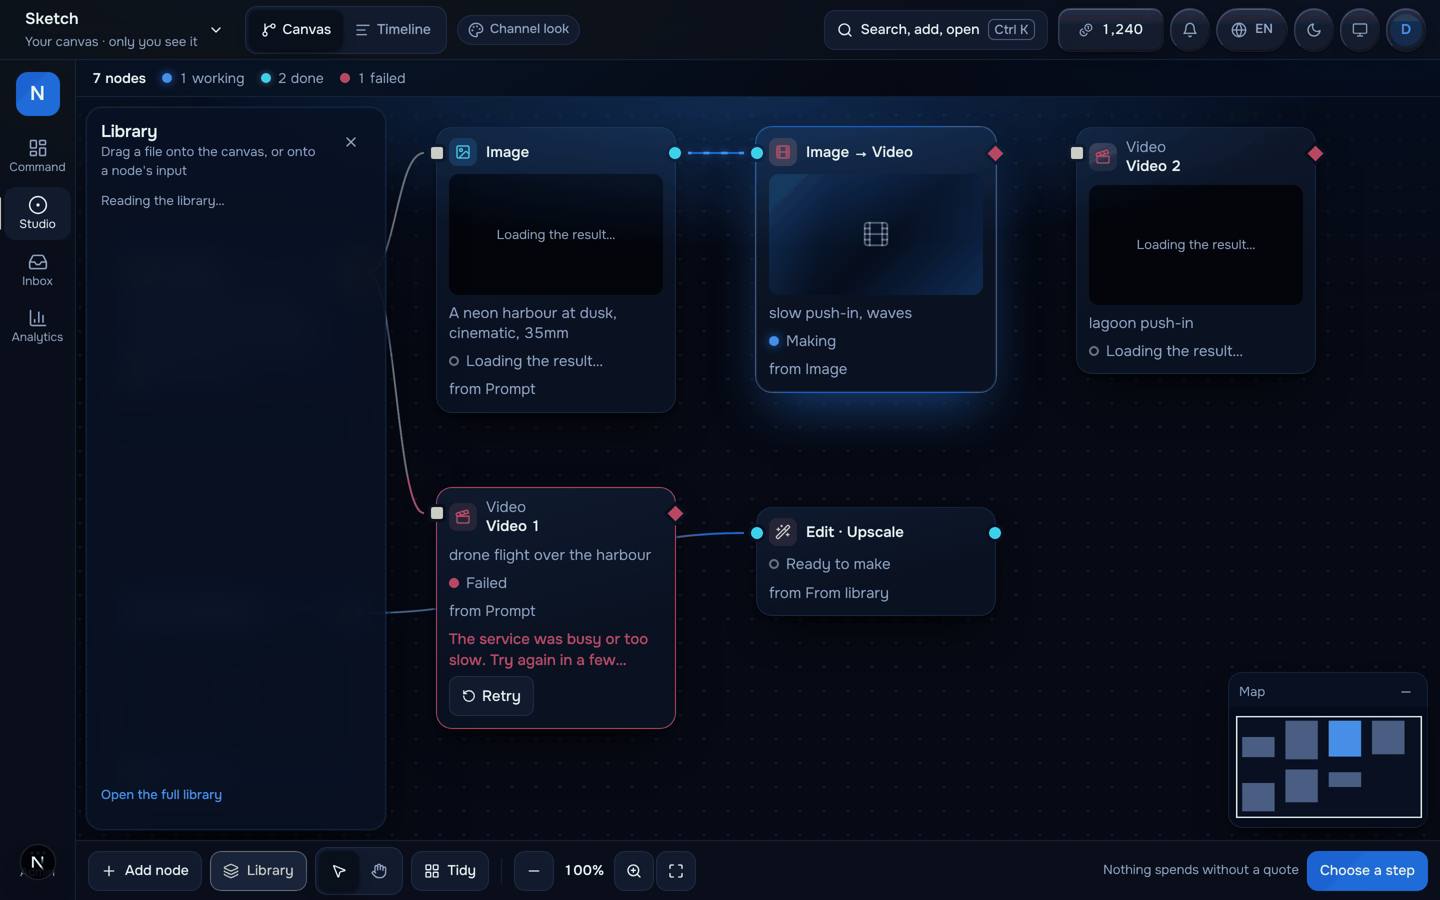 Sketch
Your canvas · only you see it
Canvas
Timeline
Channel look
Search, add, open
Ctrl K
1,240
EN
D
7 nodes
1 working
2 done
1 failed
N
Command
Studio
Inbox
Analytics
N
Library
Drag a file onto the canvas, or onto
a node's input
Reading the library...
Open the full library
Image
Loading the result...
A neon harbour at dusk,
cinematic, 35mm
Loading the result...
from Prompt
Image → Video
slow push-in, waves
Making
from Image
Video
Video 2
Loading the result...
lagoon push-in
Loading the result...
Video
Video 1
drone flight over the harbour
Failed
from Prompt
The service was busy or too
slow. Try again in a few...
Retry
Edit · Upscale
Ready to make
from From library
Map
Add node
Library
Tidy
100%
Nothing spends without a quote
Choose a step